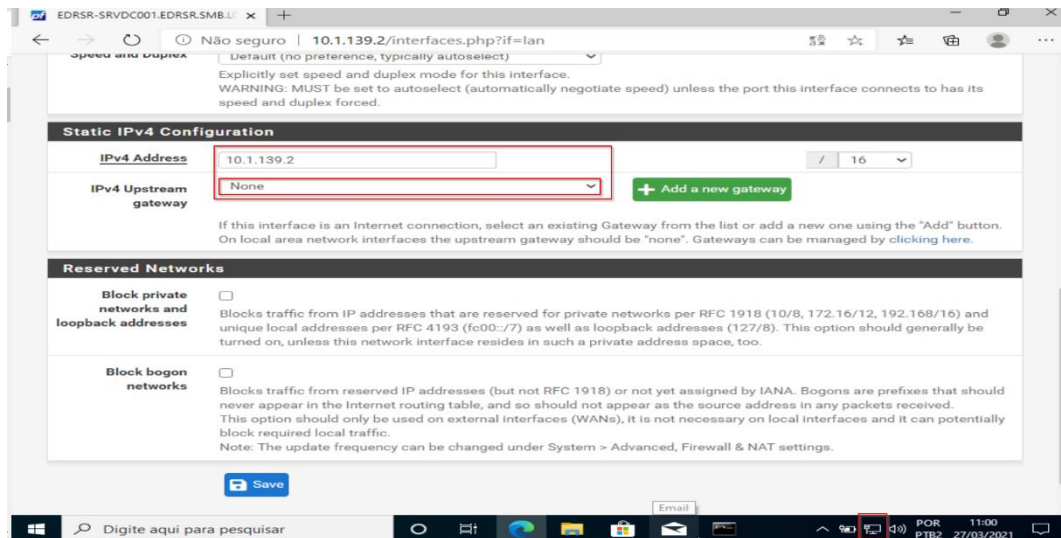 EDRSR-SRVDC001.EDRSR.SMB.L
Não seguro | 10.1.139.2/interfaces.php?if=lan
Speed and Duplex
Default (no preference, typically autoselect)
Explicitly set speed and duplex mode for this interface.
WARNING: MUST be set to autoselect (automatically negotiate speed) unless the port this interface connects to has its
speed and duplex forced.
Static IPv4 Configuration
IPv4 Address
10.1.139.2
/ 16
IPv4 Upstream
gateway
None
Add a new gateway
If this interface is an Internet connection, select an existing Gateway from the list or add a new one using the "Add" button.
On local area network interfaces the upstream gateway should be "none". Gateways can be managed by clicking here.
Reserved Networks
Block private
networks and
loopback addresses
Blocks traffic from IP addresses that are reserved for private networks per RFC 1918 (10/8, 172.16/12, 192.168/16) and
unique local addresses per RFC 4193 (fc00::/7) as well as loopback addresses (127/8). This option should generally be
turned on, unless this network interface resides in such a private address space, too.
Block bogon
networks
Blocks traffic from reserved IP addresses (but not RFC 1918) or not yet assigned by IANA. Bogons are prefixes that should
never appear in the Internet routing table, and so should not appear as the source address in any packets received.
This option should only be used on external interfaces (WANs), it is not necessary on local interfaces and it can potentially
block required local traffic.
Note: The update frequency can be changed under System > Advanced, Firewall & NAT settings.
Save
Email
Digite aqui para pesquisar
POR
PTB2
11:00
27/03/2021